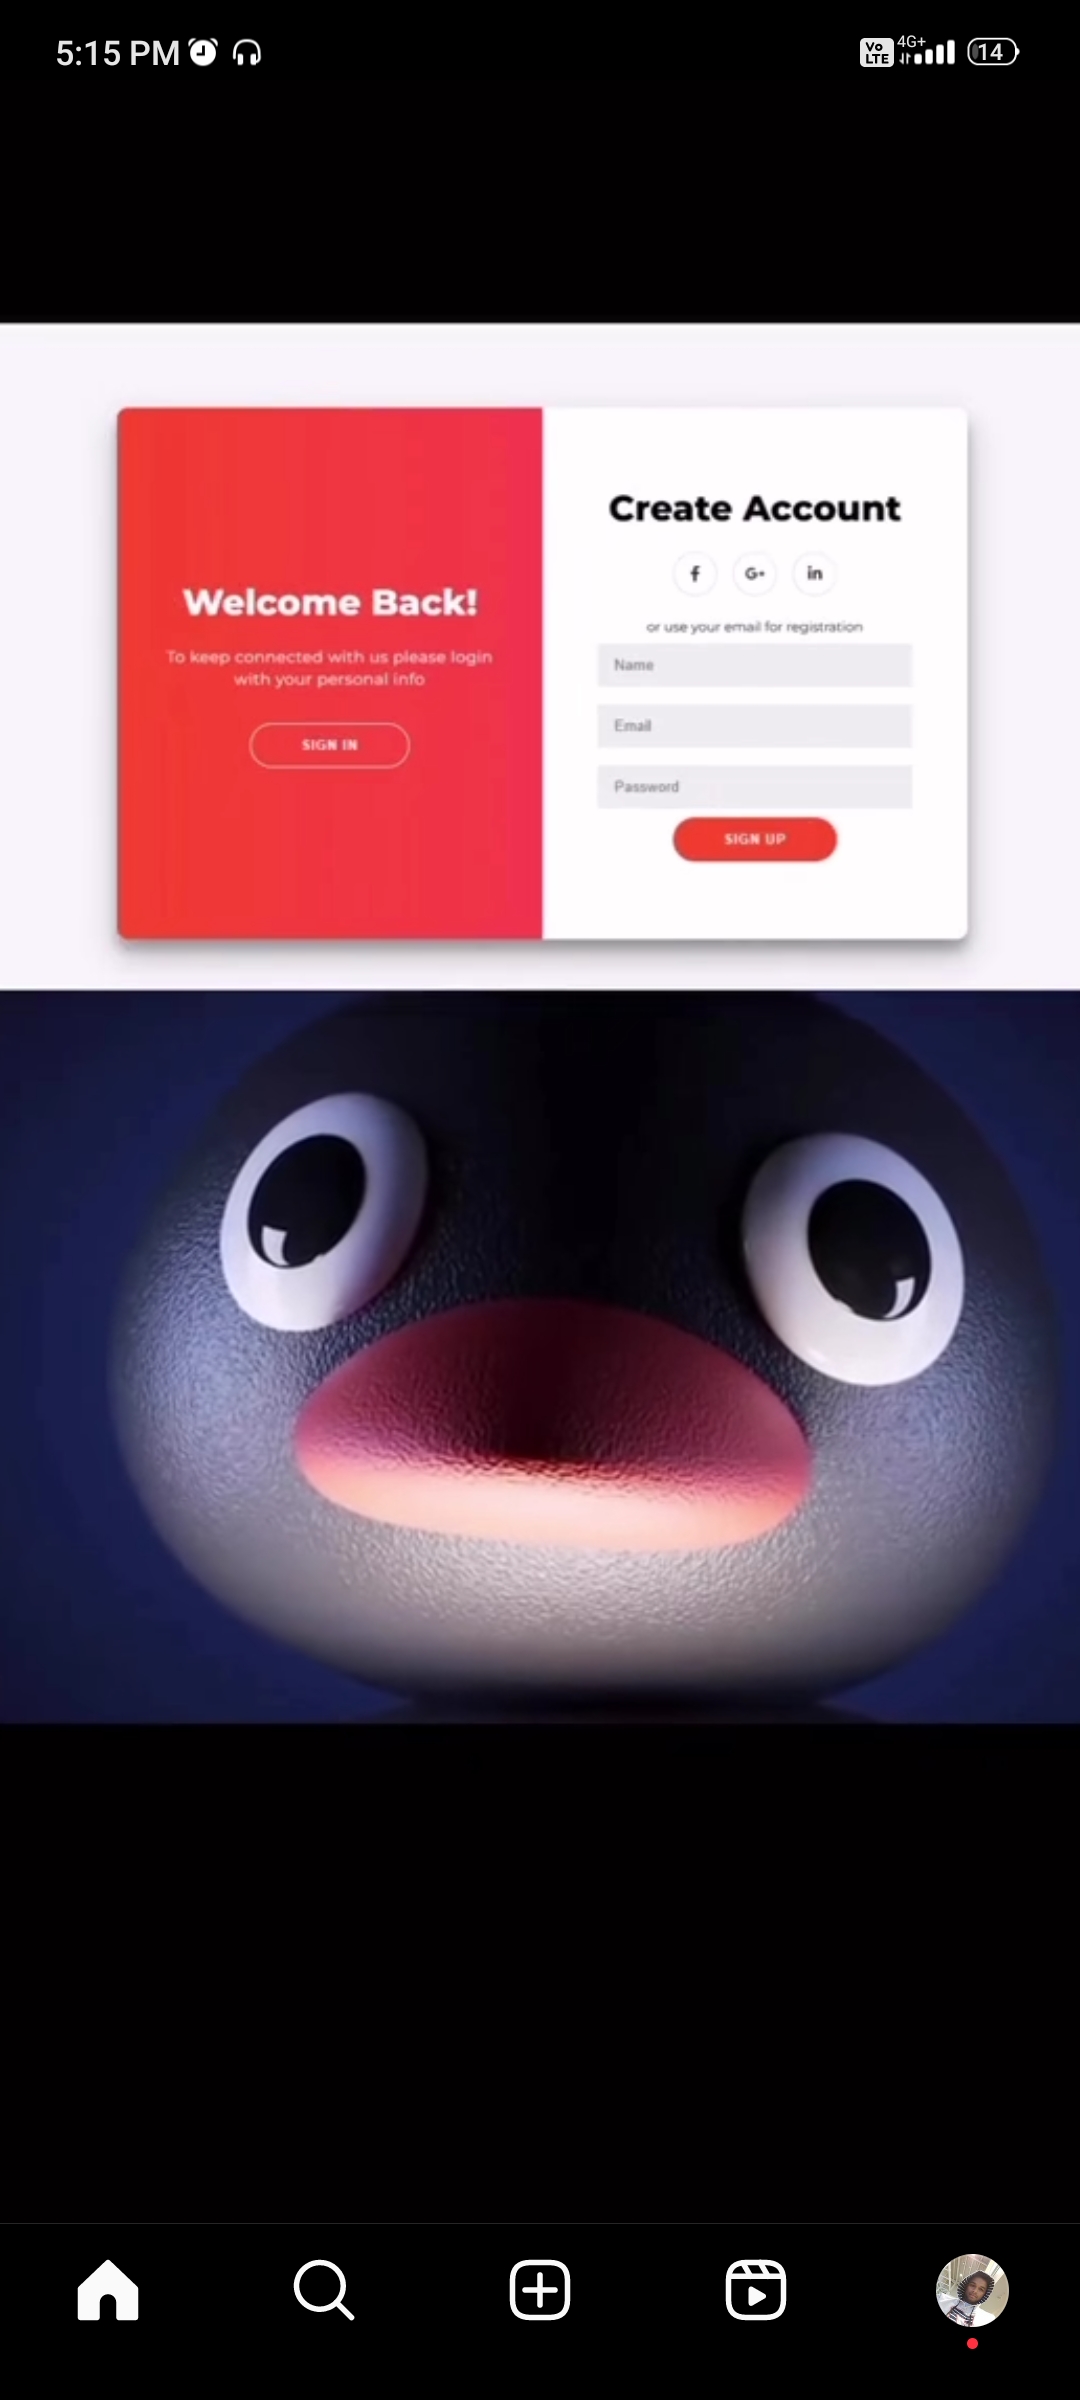 5:15 PM
Vo LTE 4G+ 14
Create Account
f G+ in
or use your email for registration
Name
Email
Password
SIGN UP
Welcome Back!
To keep connected with us please login
with your personal info
SIGN IN